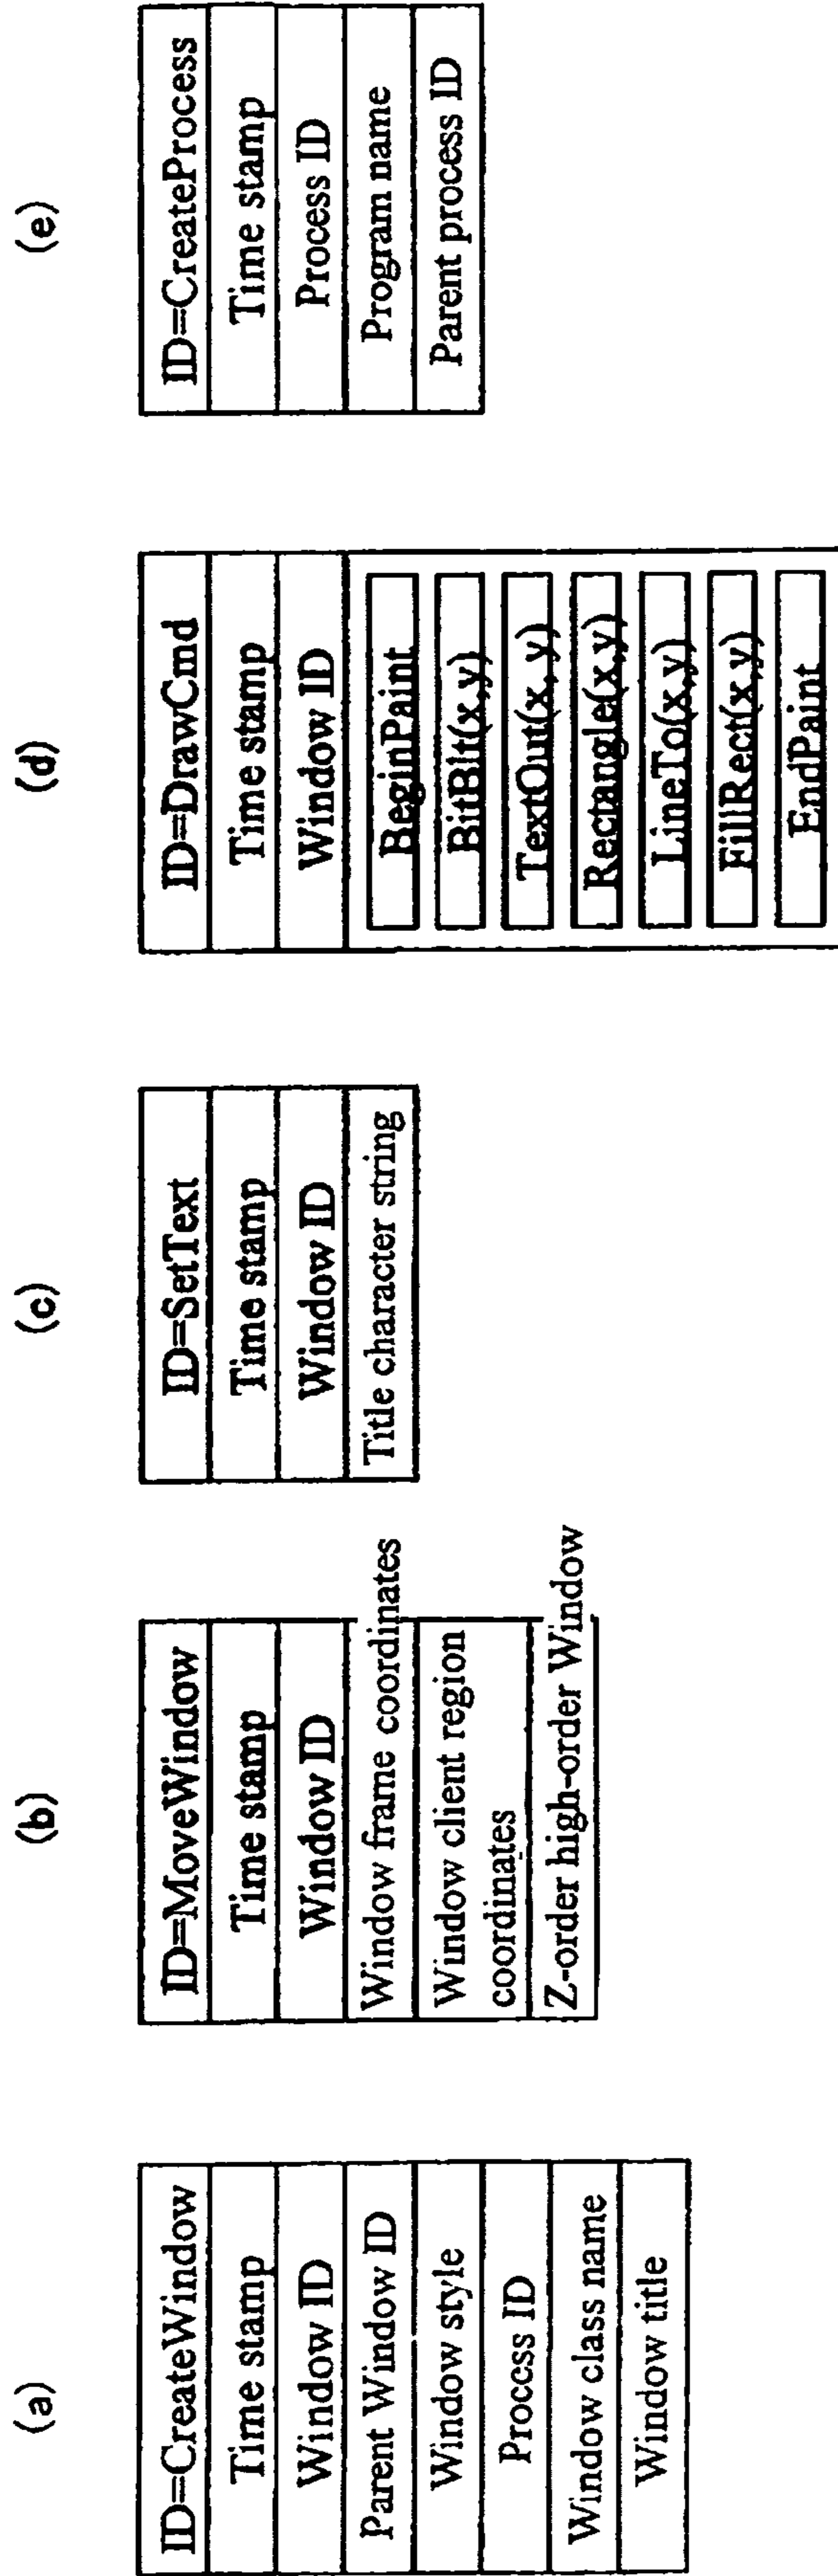 (a)
ID=CreateWindow
Time stamp
Window ID
Parent Window ID
Window style
Process ID
Window class name
Window title
(b)
ID=MoveWindow
Time stamp
Window ID
Window frame coordinates
Window client region
coordinates
Z-order high-order Window
(c)
ID=SetText
Time stamp
Window ID
Title character string
(d)
ID=DrawCmd
Time stamp
Window ID
BeginPaint
BitBlt(x,y)
TextOut(x, y)
Rectangle(x,y)
LineTo(x,y)
FillRect(x,y)
EndPaint
(e)
ID=CreateProcess
Time stamp
Process ID
Program name
Parent process ID